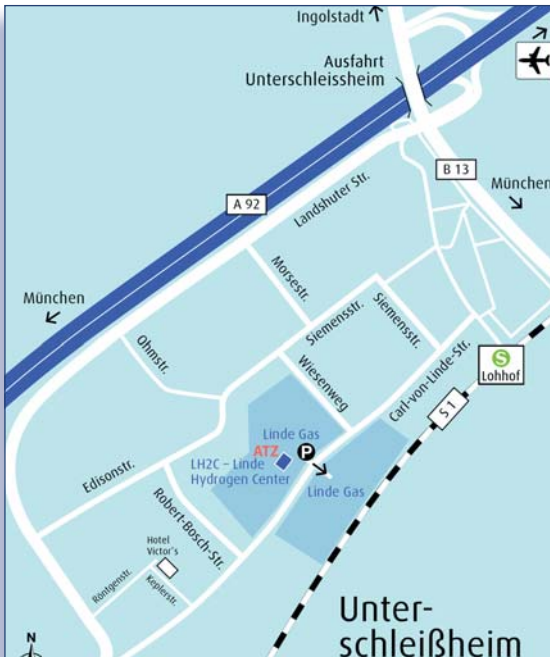 Ingolstadt
Ausfahrt
Unterschleissheim
B 13
München
A 92
Landshuter Str.
Morsestr.
München
Siemensstr.
Siemensstr.
Ohmstr.
Wiesenweg
Carl-von-Linde-Str.
S
Lohhof
S 1
Linde Gas
ATZ
P
LH2C – Linde
Hydrogen Center
Linde Gas
Edisonstr.
Robert-Bosch-Str.
Hotel
Victor's
Röntgenstr.
Keplerstr.
Unter-
schleißheim
N